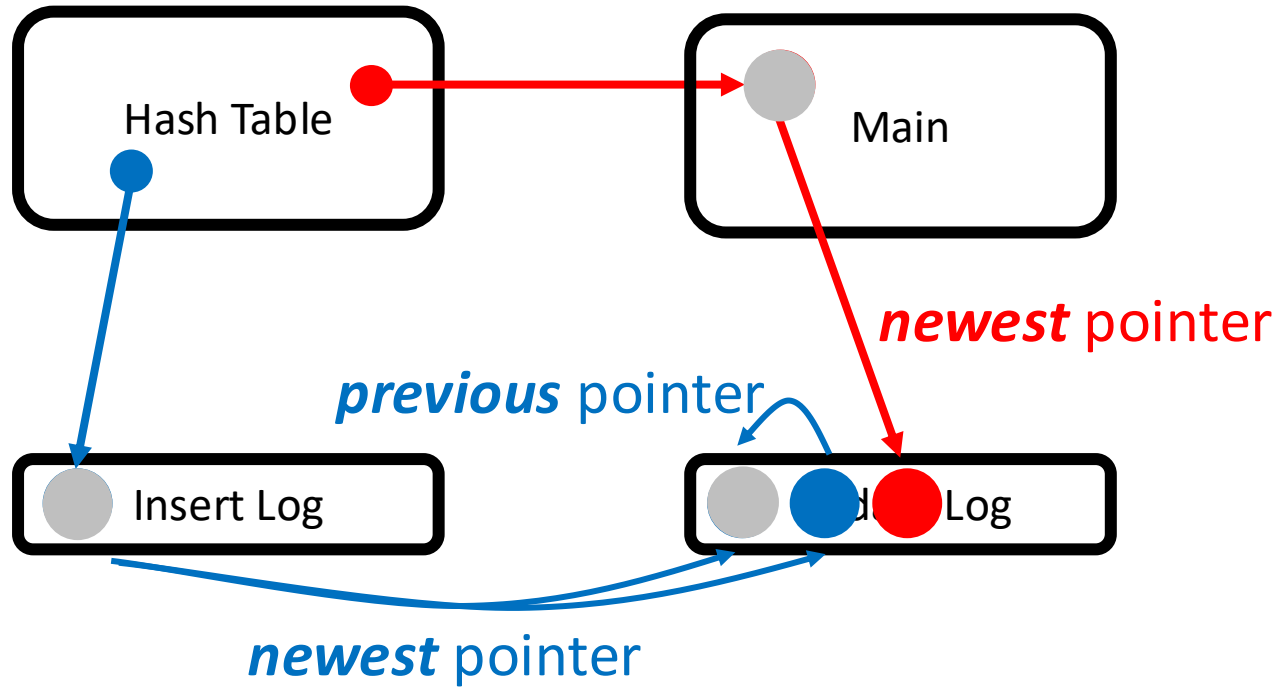 Hash Table
Main
newest pointer
previous pointer
Insert Log
Log
newest pointer